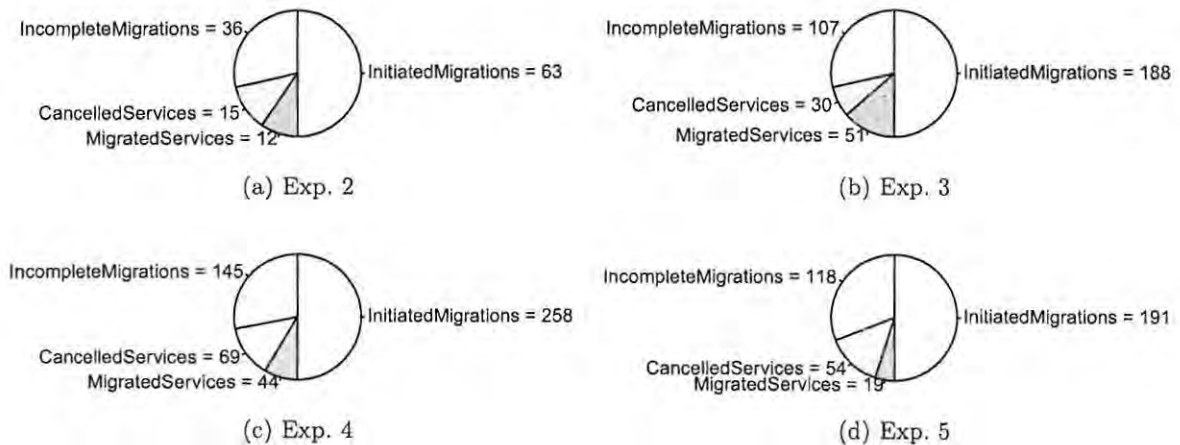 IncompleteMigrations = 36
InitiatedMigrations = 63
CancelledServices = 15
MigratedServices = 12
(a) Exp. 2
IncompleteMigrations = 107
InitiatedMigrations = 188
CancelledServices = 30
MigratedServices = 51
(b) Exp. 3
IncompleteMigrations = 145
InitiatedMigrations = 258
CancelledServices = 69
MigratedServices = 44
(c) Exp. 4
IncompleteMigrations = 118
InitiatedMigrations = 191
CancelledServices = 54
MigratedServices = 19
(d) Exp. 5